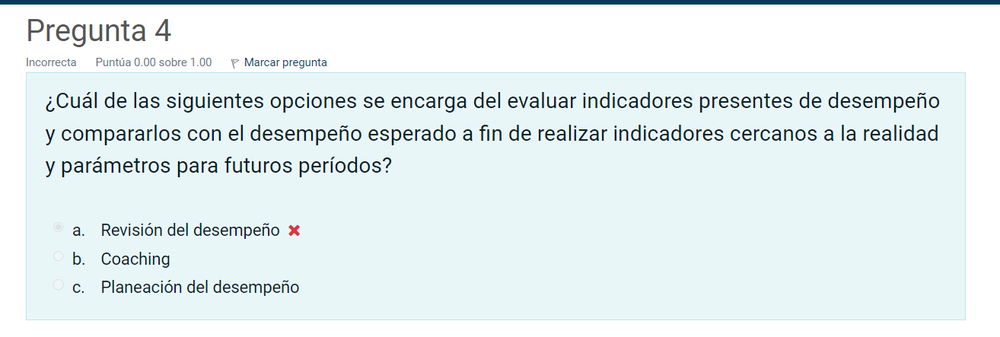 Pregunta 4
Incorrecta Puntúa 0.00 sobre 1.00 Marcar pregunta
¿Cuál de las siguientes opciones se encarga del evaluar indicadores presentes de desempeño
y compararlos con el desempeño esperado a fin de realizar indicadores cercanos a la realidad
y parámetros para futuros períodos?
a. Revisión del desempeño
b. Coaching
c. Planeación del desempeño